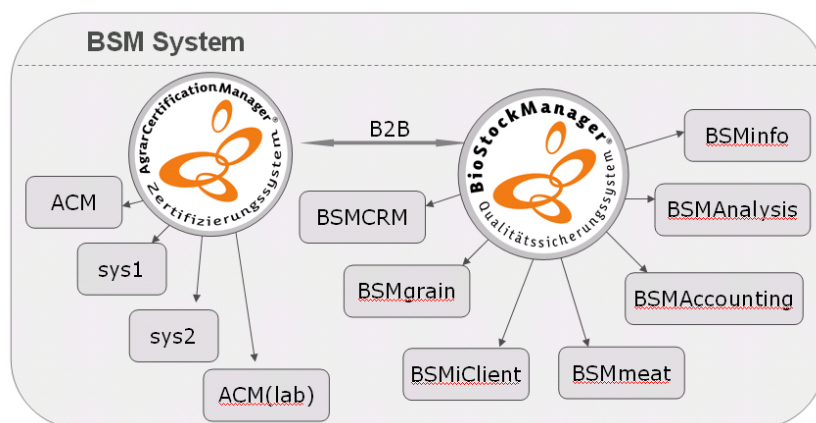 BSM System
AgrarCertificationManager®
Zertifizierungssystem
B2B
BioStockManager®
Qualitätssicherungssystem
BSMinfo
ACM
BSMCRM
BSMAnalysis
sys1
BSMgrain
BSMAccounting
sys2
BSMiClient
BSMmeat
ACM(lab)